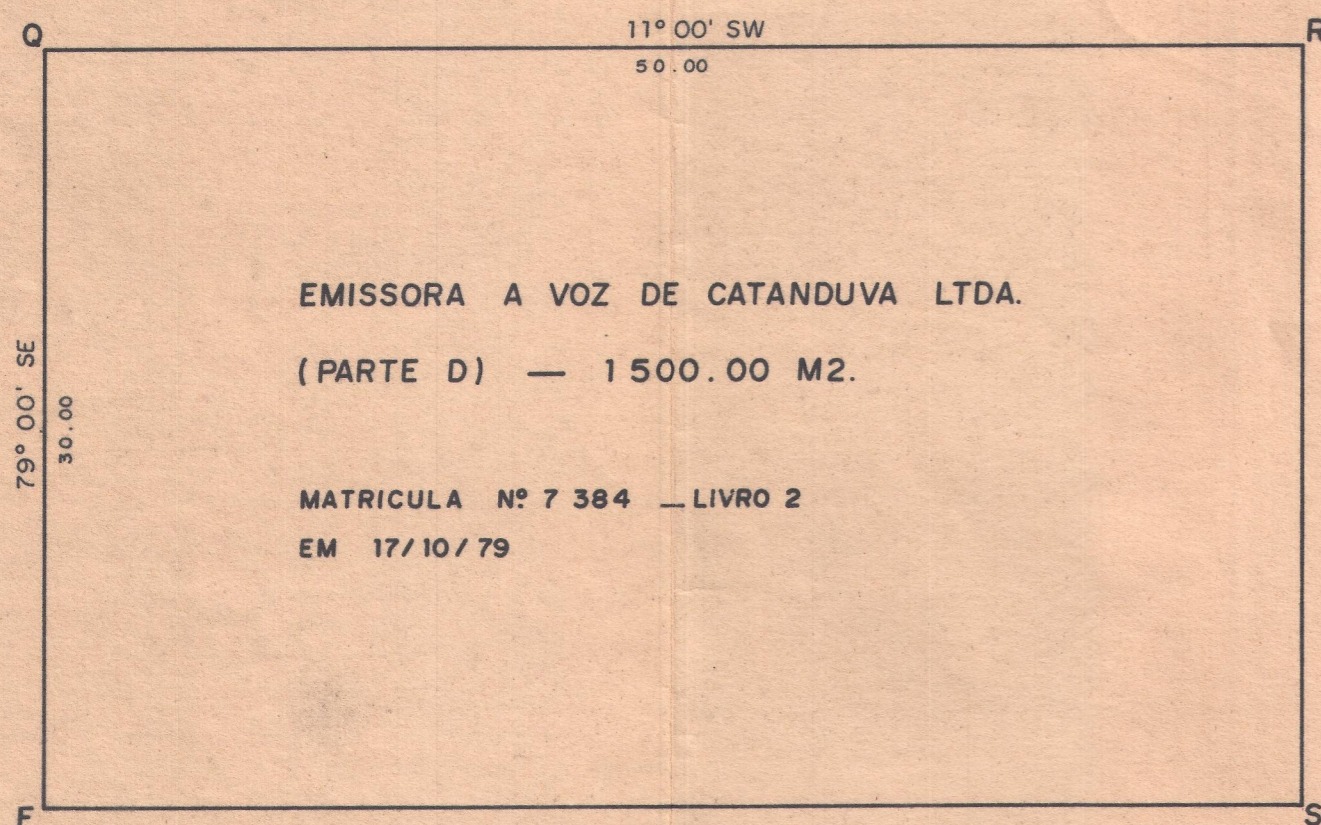 Q 11° 00' SW R
50.00
EMISSORA A VOZ DE CATANDUVA LTDA.
79° 00' SE
30.00
(PARTE D) — 1500.00 M2.
MATRICULA Nº 7 384 — LIVRO 2
EM 17/10/79
S